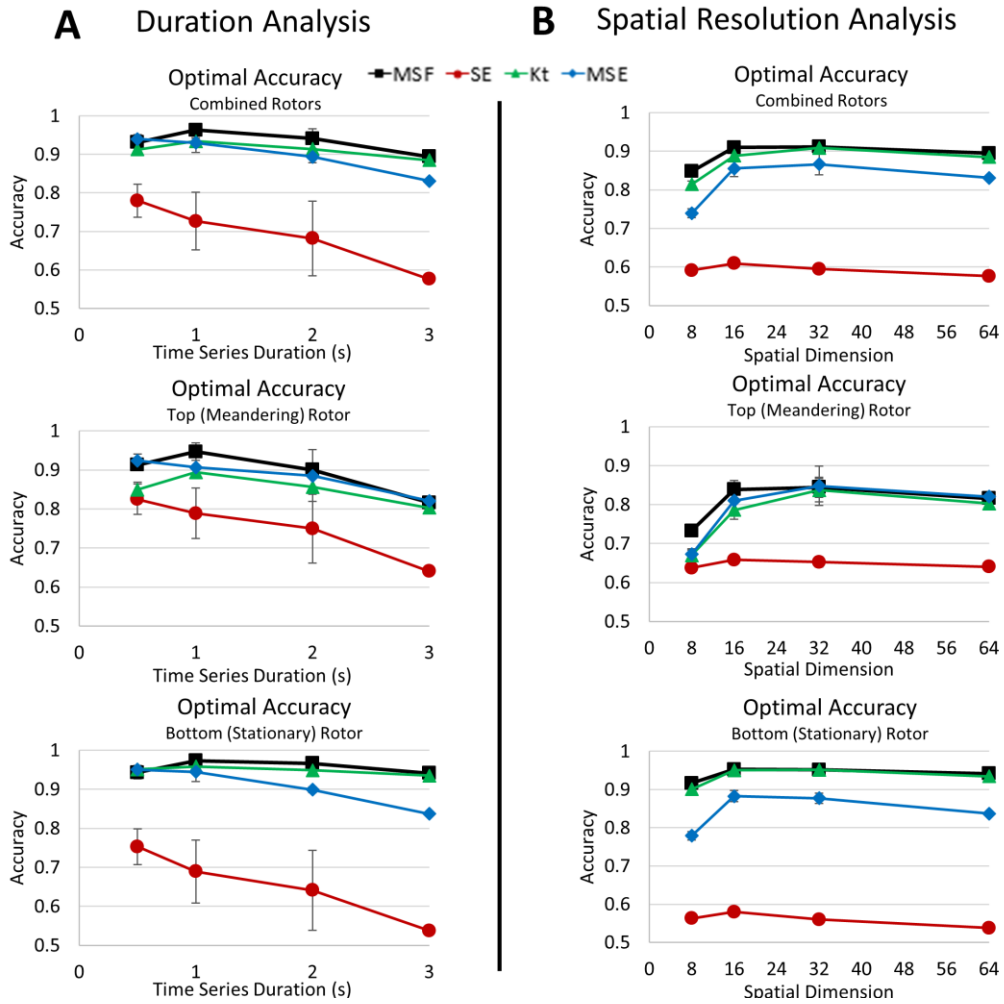 A Duration Analysis
B Spatial Resolution Analysis
MSF SE Kt MSE
Optimal Accuracy
Combined Rotors
Accuracy
1
0.9
0.8
0.7
0.6
0.5
0 1 2 3
Time Series Duration (s)
Optimal Accuracy
Top (Meandering) Rotor
Accuracy
1
0.9
0.8
0.7
0.6
0.5
0 1 2 3
Time Series Duration (s)
Optimal Accuracy
Bottom (Stationary) Rotor
Accuracy
1
0.9
0.8
0.7
0.6
0.5
0 1 2 3
Time Series Duration (s)
Optimal Accuracy
Combined Rotors
Accuracy
1
0.9
0.8
0.7
0.6
0.5
0 8 16 24 32 40 48 56 64
Spatial Dimension
Optimal Accuracy
Top (Meandering) Rotor
Accuracy
1
0.9
0.8
0.7
0.6
0.5
0 8 16 24 32 40 48 56 64
Spatial Dimension
Optimal Accuracy
Bottom (Stationary) Rotor
Accuracy
1
0.9
0.8
0.7
0.6
0.5
0 8 16 24 32 40 48 56 64
Spatial Dimension